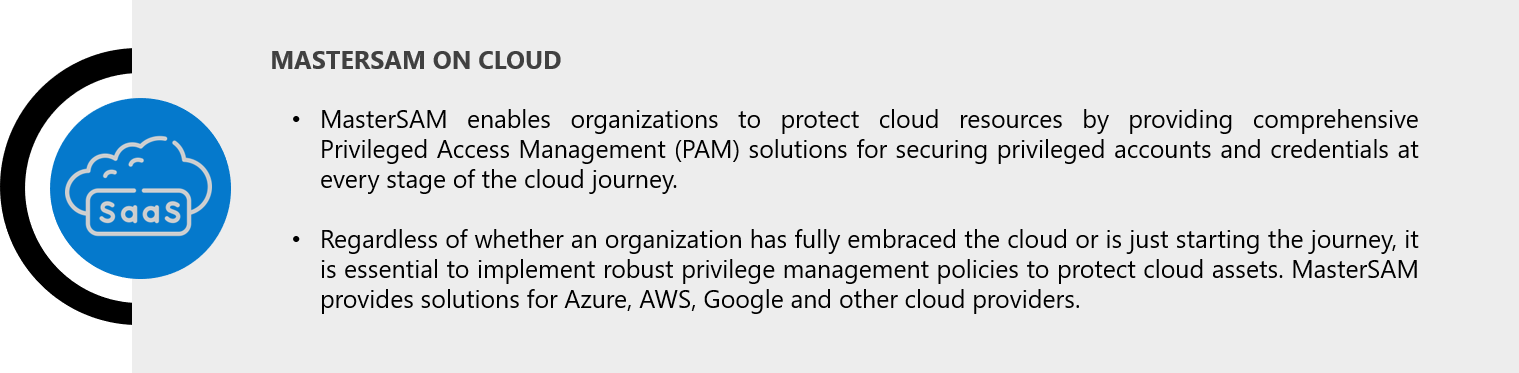 MASTERSAM ON CLOUD
• MasterSAM enables organizations to protect cloud resources by providing comprehensive
Privileged Access Management (PAM) solutions for securing privileged accounts and credentials at
every stage of the cloud journey.
• Regardless of whether an organization has fully embraced the cloud or is just starting the journey, it
is essential to implement robust privilege management policies to protect cloud assets. MasterSAM
provides solutions for Azure, AWS, Google and other cloud providers.
SaaS